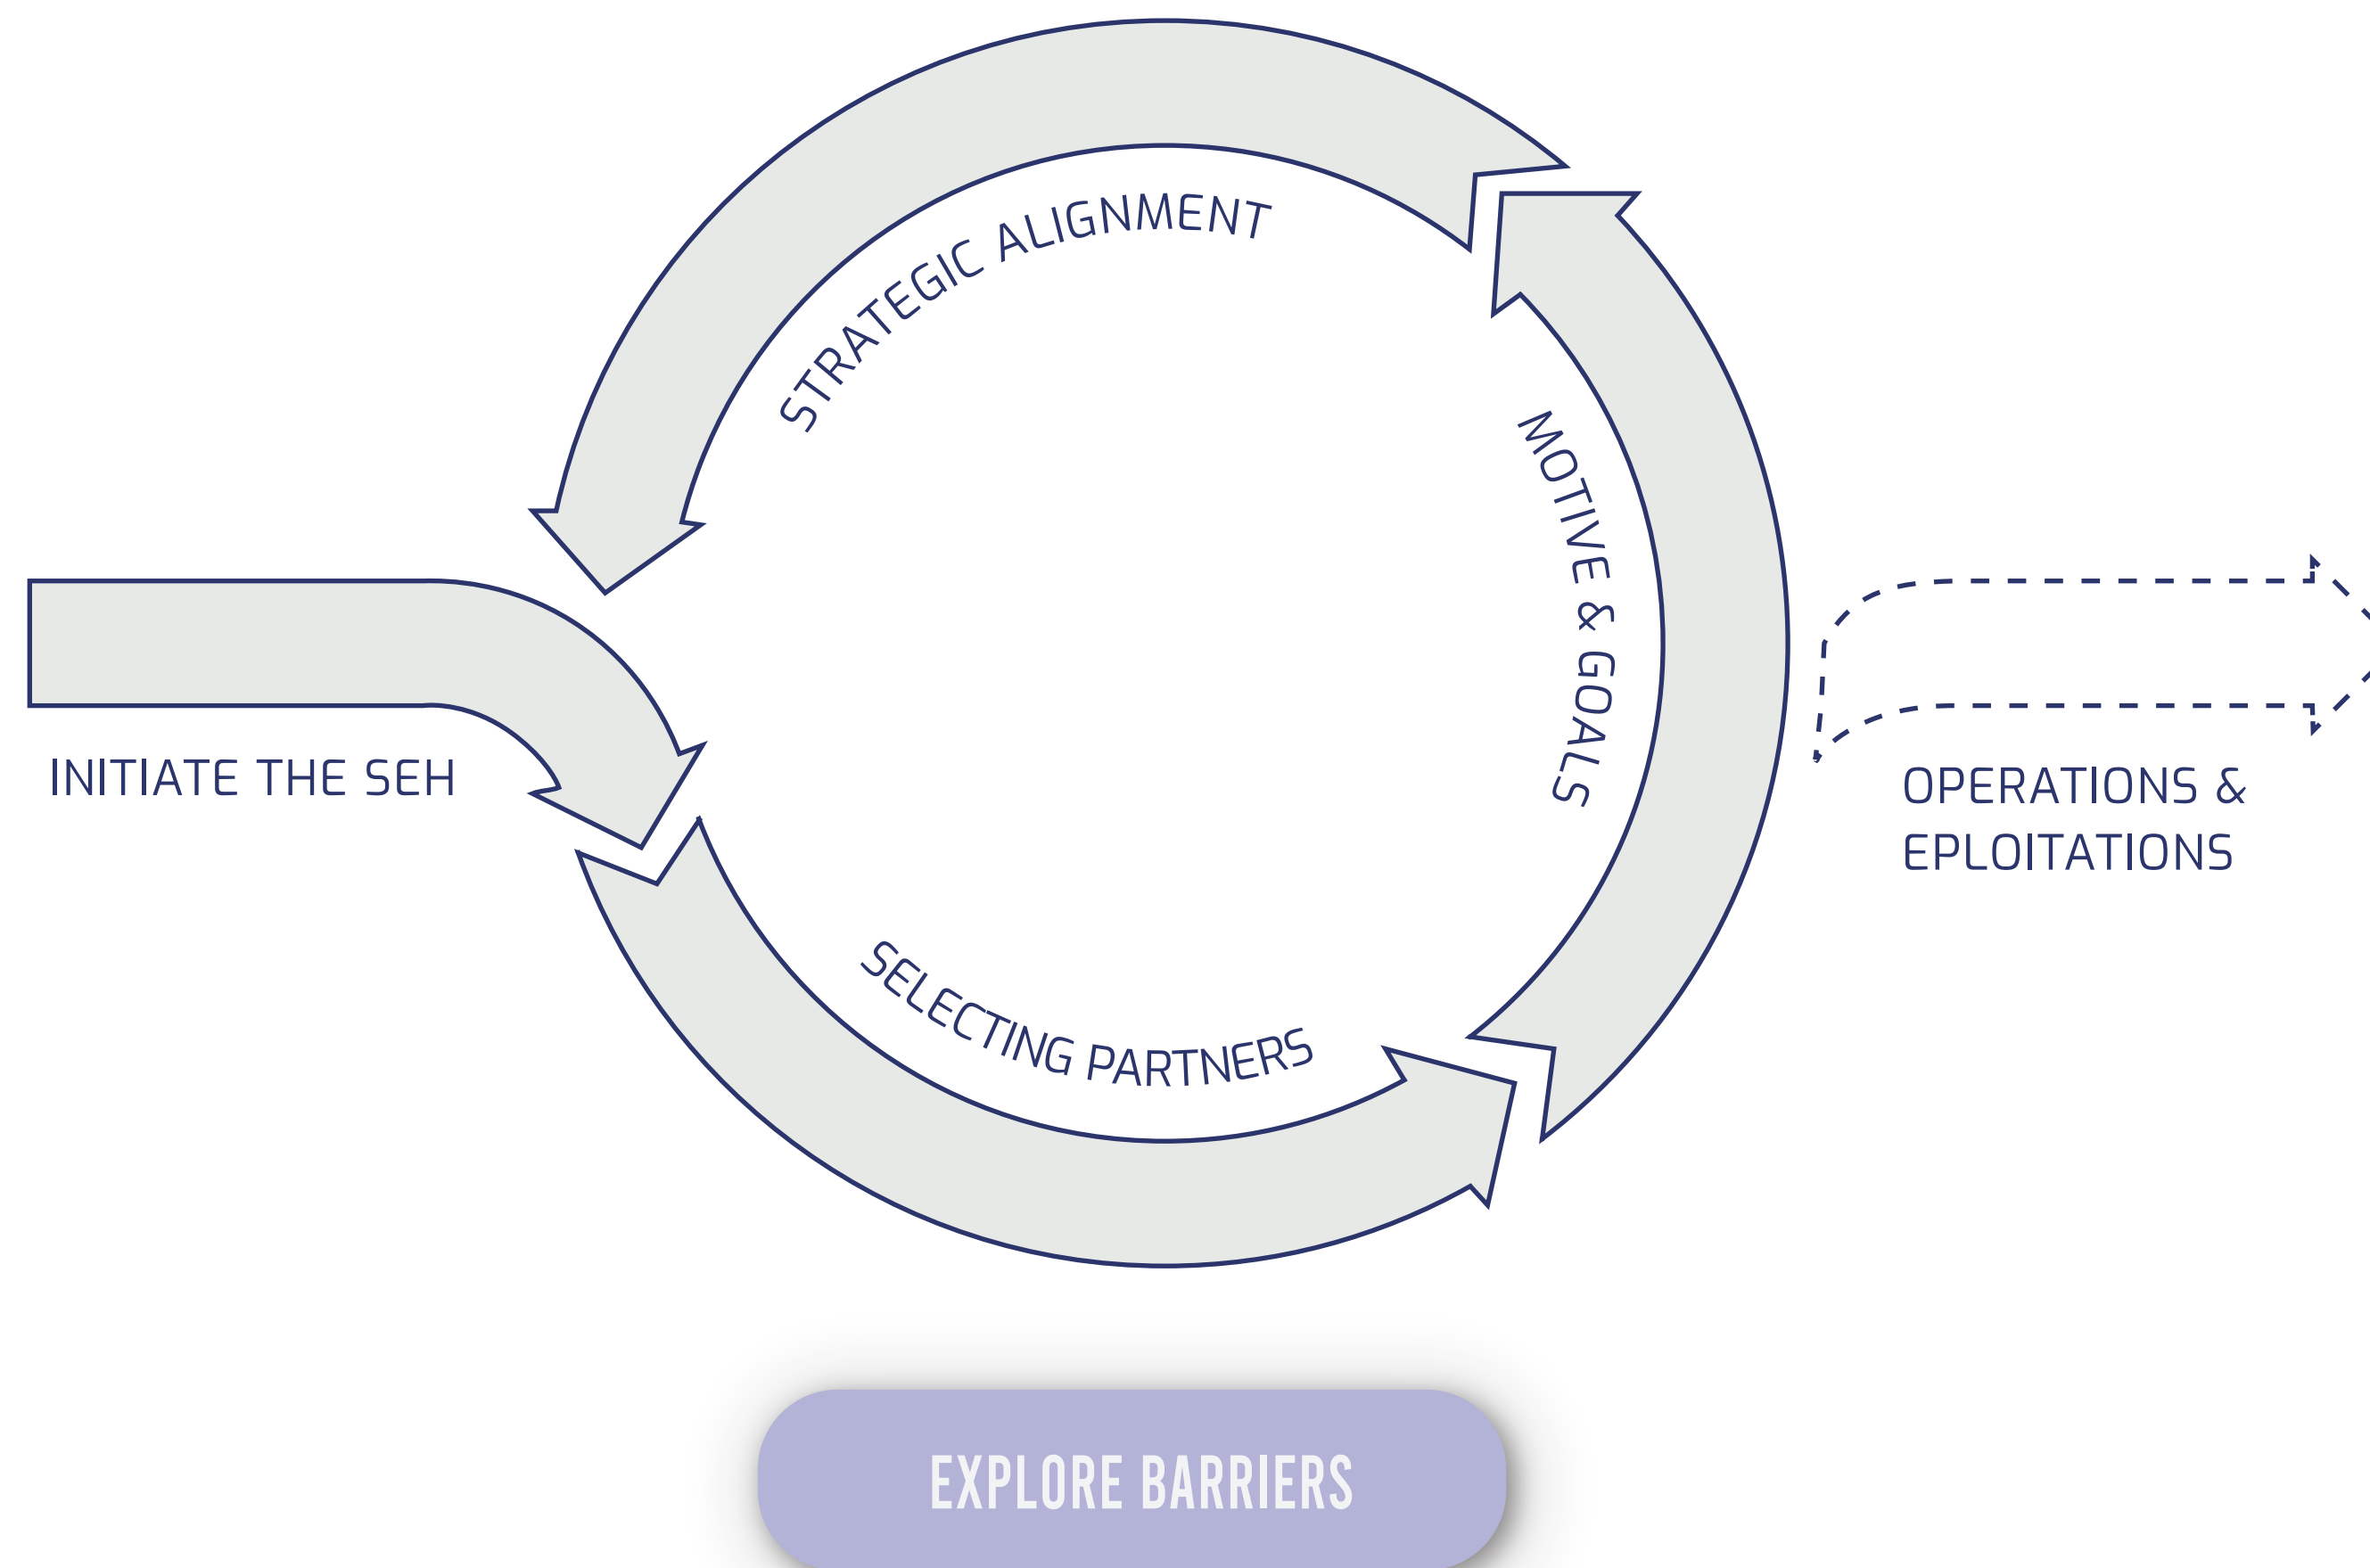 STRATEGIC ALIGNMENT
MOTIVE & GOALS
INITIATE THE SEH
OPERATIONS &
EPLOITATIONS
SELECTING PARTNERS
EXPLORE BARRIERS